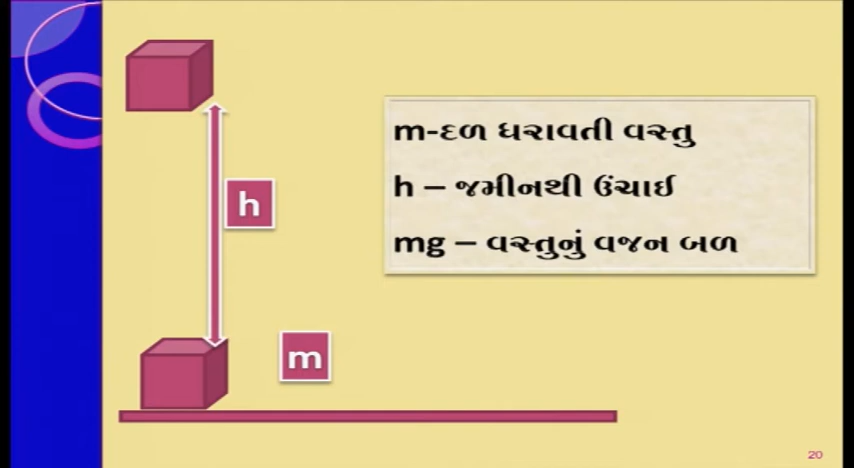 m-દળ ધરાવતી વસ્તુ
h – જમીનથી ઉંચાઈ
h
mg – વસ્તુનું વજન બળ
m
20